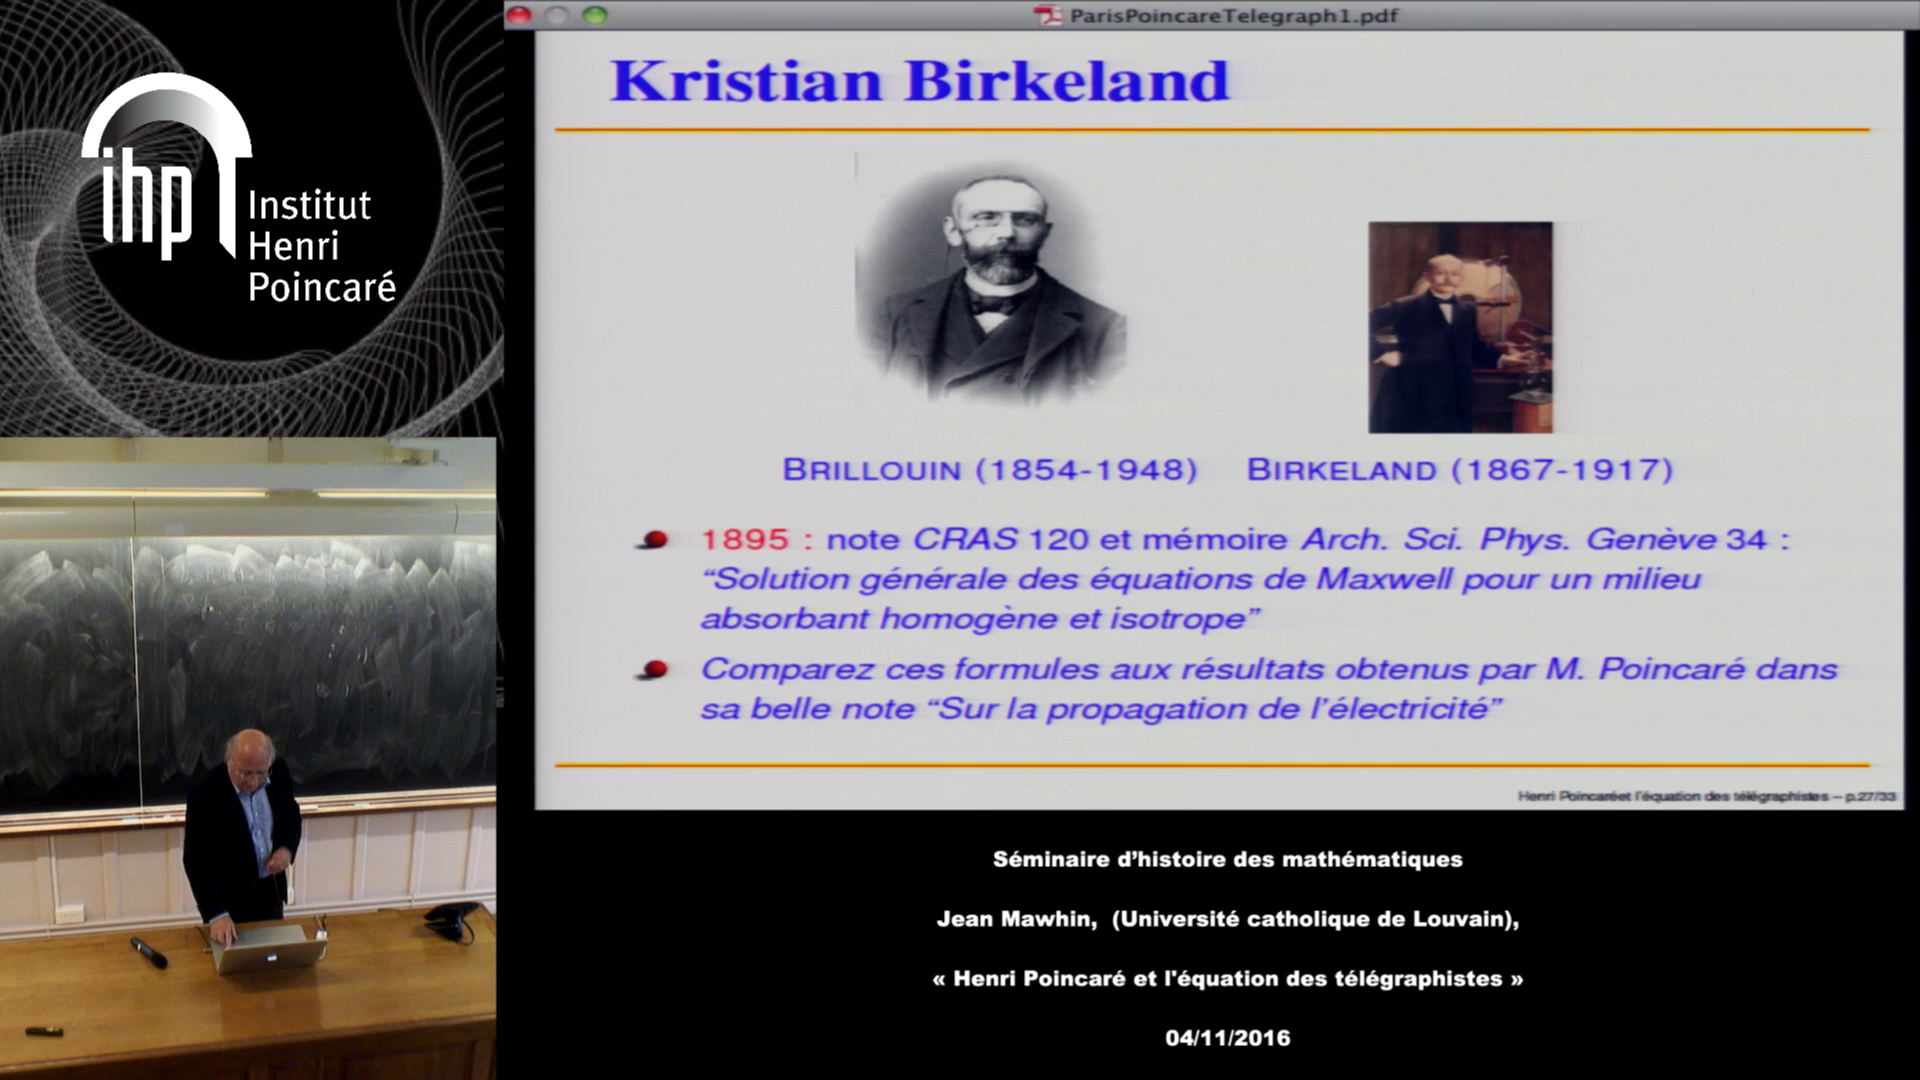 ihp
Institut
Henri
Poincaré
ParisPoincareTelegraph1.pdf
Kristian Birkeland
BRILLOUIN (1854-1948)
BIRKELAND (1867-1917)
1895 : note CRAS 120 et mémoire Arch. Sci. Phys. Genève 34 :
“Solution générale des équations de Maxwell pour un milieu
absorbant homogène et isotrope”
Comparez ces formules aux résultats obtenus par M. Poincaré dans
sa belle note “Sur la propagation de l’électricité”
Henri Poincaréet l’équation des télégraphistes – p.27/33
Séminaire d’histoire des mathématiques
Jean Mawhin, (Université catholique de Louvain),
« Henri Poincaré et l'équation des télégraphistes »
04/11/2016